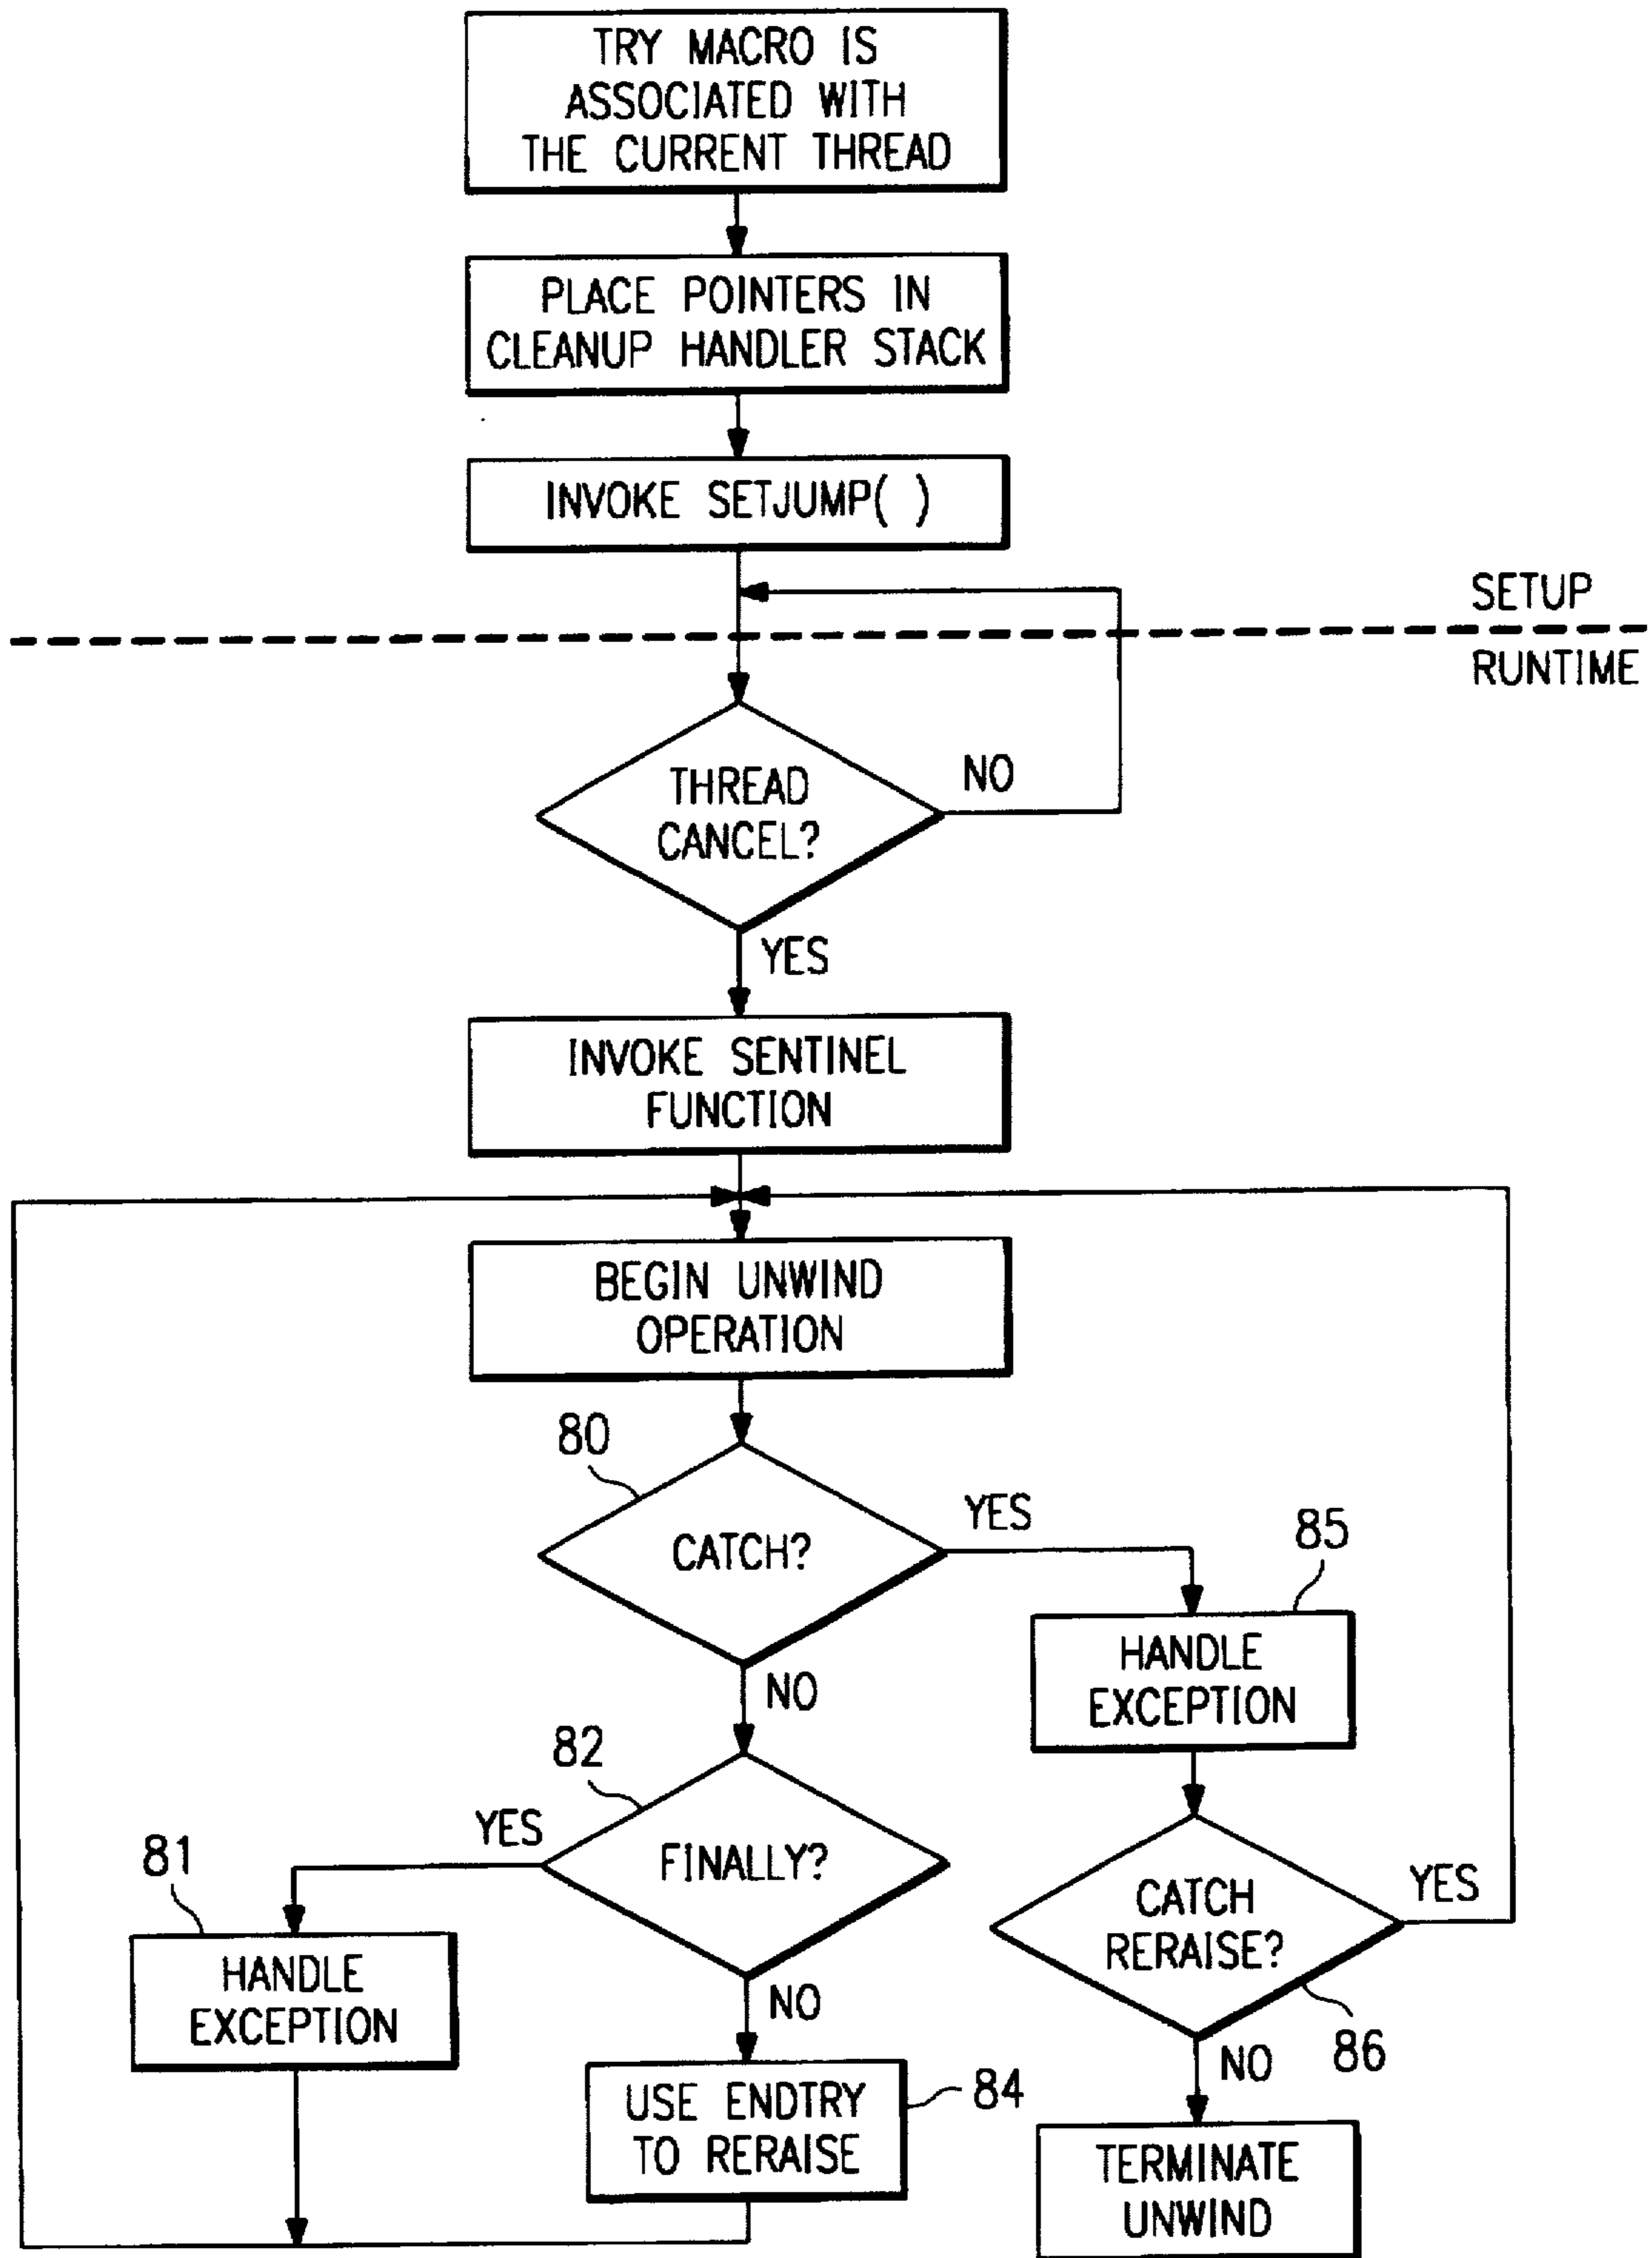 TRY MACRO IS
ASSOCIATED WITH
THE CURRENT THREAD
PLACE POINTERS IN
CLEANUP HANDLER STACK
INVOKE SETJUMP( )
SETUP
RUNTIME
THREAD
CANCEL?
NO
YES
INVOKE SENTINEL
FUNCTION
BEGIN UNWIND
OPERATION
80
CATCH?
YES
85
HANDLE
EXCEPTION
NO
82
YES
FINALLY?
81
HANDLE
EXCEPTION
CATCH
RERAISE?
YES
86
NO
NO
USE ENDTRY
TO RERAISE
84
TERMINATE
UNWIND